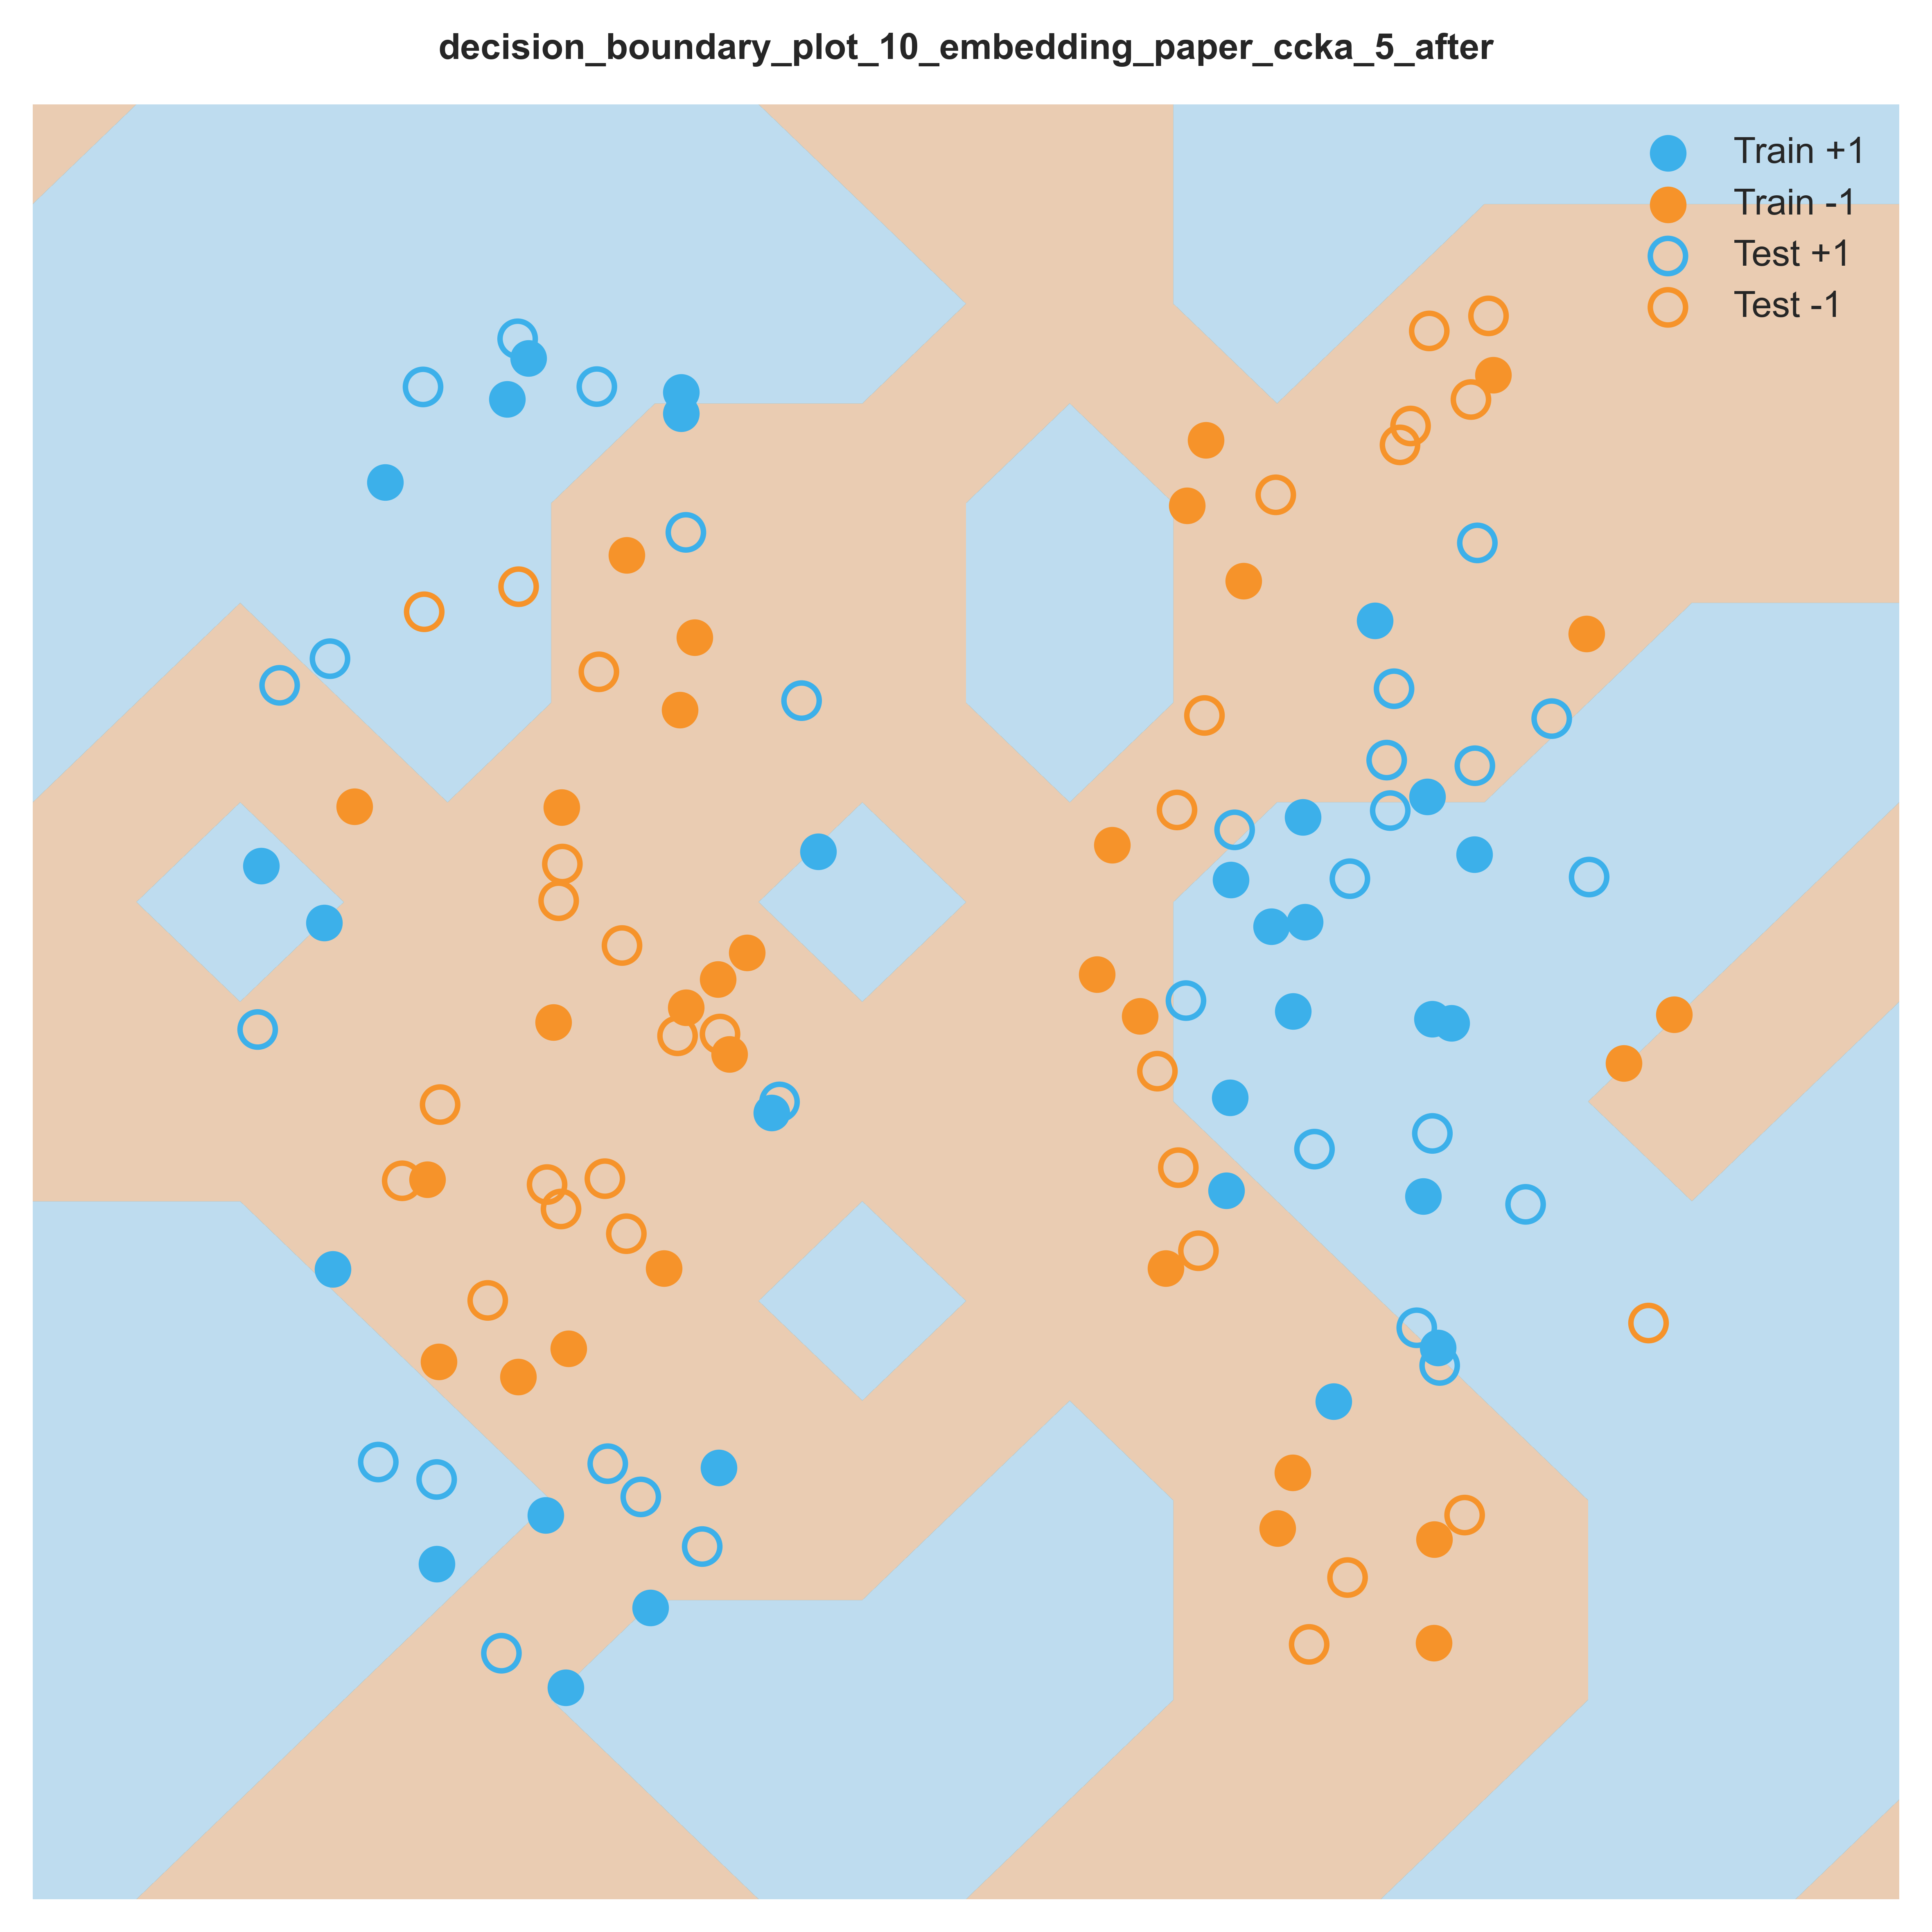 decision_boundary_plot_10_embedding_paper_ccka_5_after
Train +1
Train -1
Test +1
Test -1